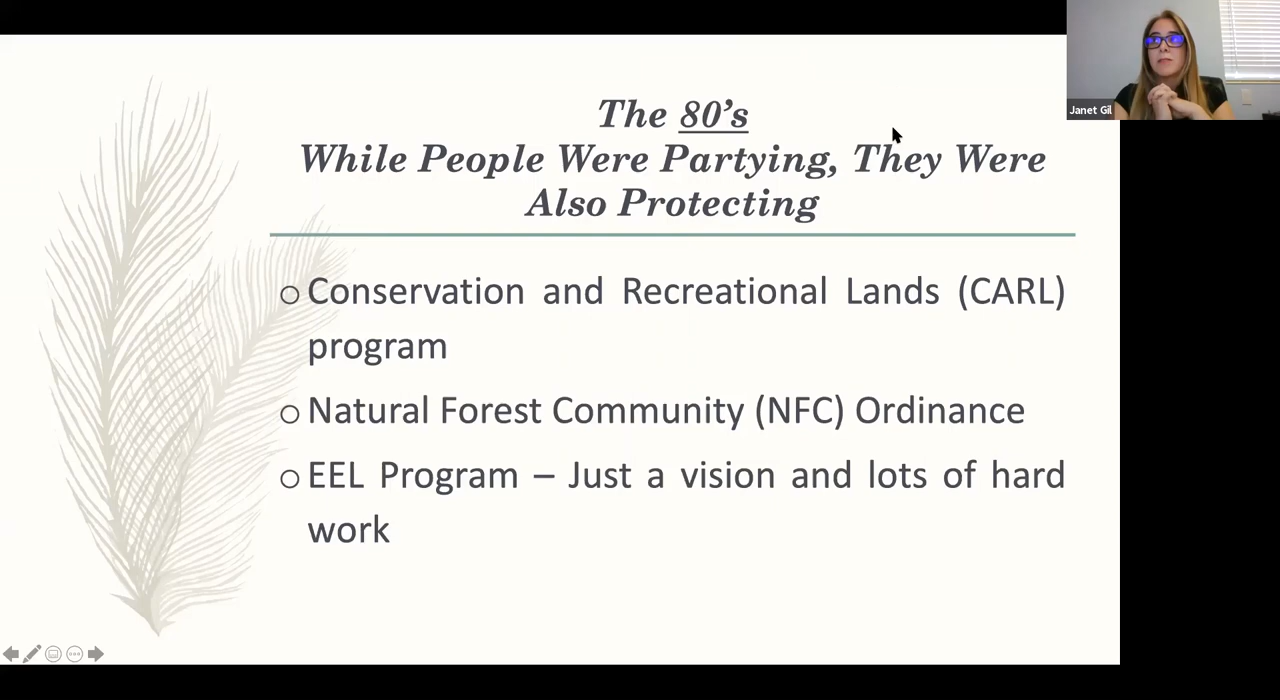 The 80's
While People Were Partying, They Were
Also Protecting
Conservation and Recreational Lands (CARL)
program
Natural Forest Community (NFC) Ordinance
EEL Program – Just a vision and lots of hard
work
Janet Gil